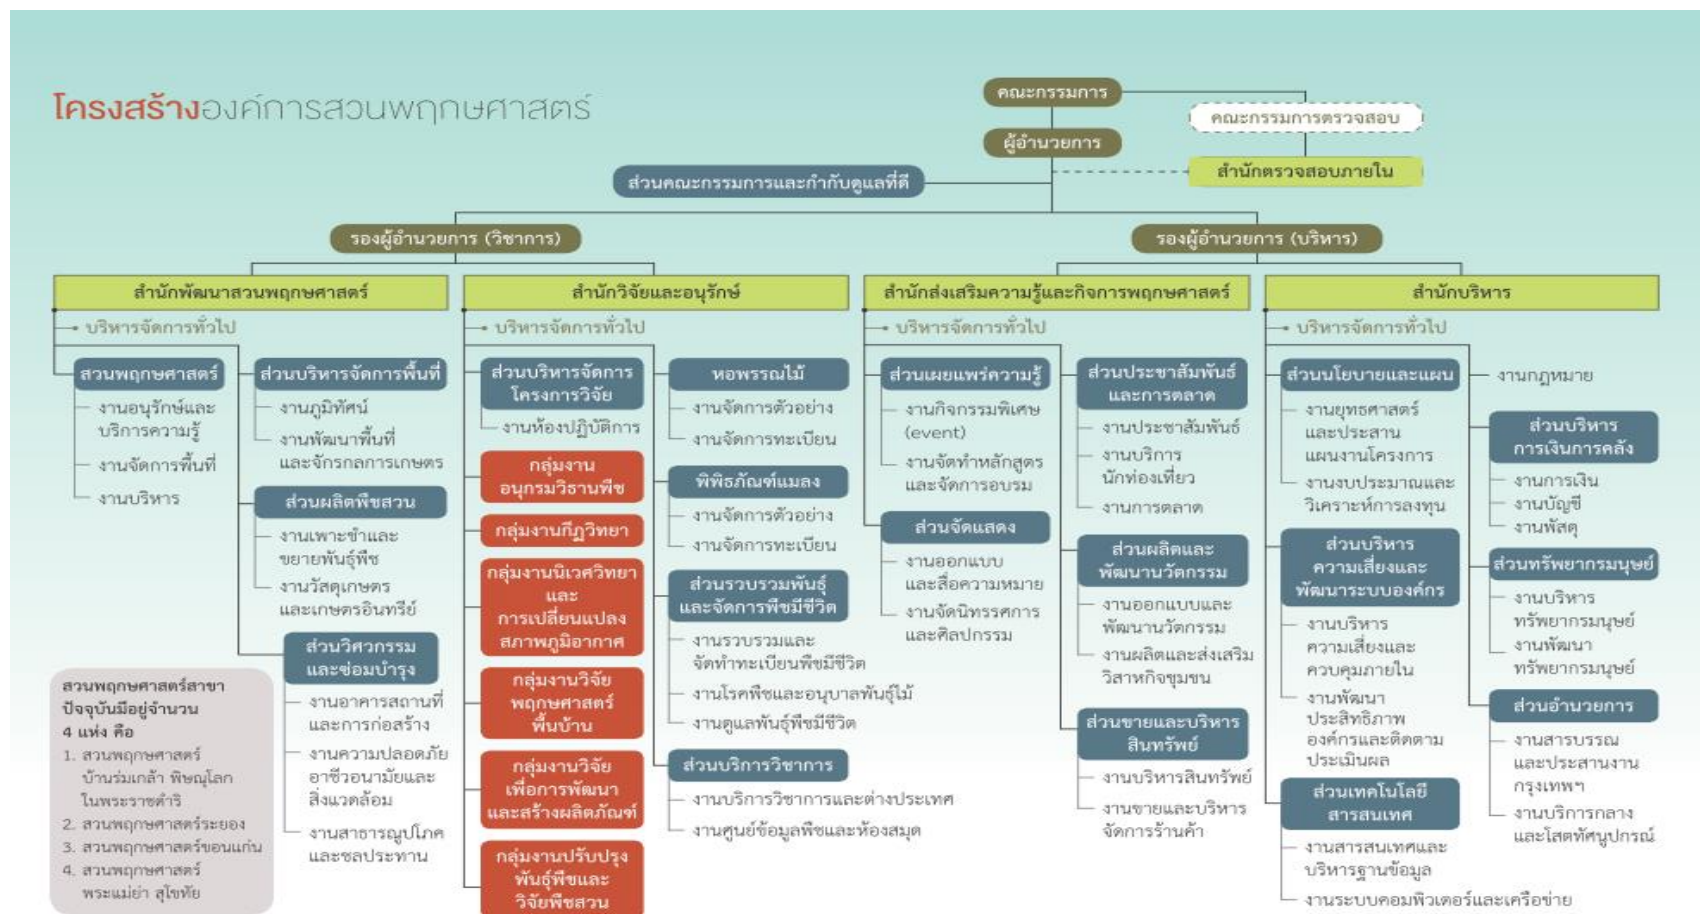 โครงสร้างองค์การสวนพฤกษศาสตร์
คณะกรรมการ
คณะกรรมการตรวจสอบ
ผู้อำนวยการ
สำนักตรวจสอบภายใน
ส่วนคณะกรรมการและกำกับดูแลที่ดี
รองผู้อำนวยการ (วิชาการ)
รองผู้อำนวยการ (บริหาร)
สำนักพัฒนาสวนพฤกษศาสตร์
บริหารจัดการทั่วไป
สวนพฤกษศาสตร์
งานอนุรักษ์และ
บริการความรู้
งานจัดการพื้นที่
งานบริหาร
ส่วนบริหารจัดการพื้นที่
งานภูมิทัศน์
งานพัฒนาพื้นที่
และจักรกลการเกษตร
ส่วนผลิตพืชสวน
งานเพาะชำและ
ขยายพันธุ์พืช
งานวัสดุเกษตร
และเกษตรอินทรีย์
ส่วนวิศวกรรม
และซ่อมบำรุง
งานอาคารสถานที่
และการก่อสร้าง
งานความปลอดภัย
อาชีวอนามัยและ
สิ่งแวดล้อม
งานสาธารณูปโภค
และชลประทาน
สวนพฤกษศาสตร์สาขา
ปัจจุบันมีอยู่จำนวน
4 แห่ง คือ
1. สวนพฤกษศาสตร์
บ้านร่มเกล้า พิษณุโลก
ในพระราชดำริ
2. สวนพฤกษศาสตร์ระยอง
3. สวนพฤกษศาสตร์ขอนแก่น
4. สวนพฤกษศาสตร์
พระแม่ย่า สุโขทัย
สำนักวิจัยและอนุรักษ์
บริหารจัดการทั่วไป
ส่วนบริหารจัดการ
โครงการวิจัย
งานห้องปฏิบัติการ
กลุ่มงาน
อนุกรมวิธานพืช
กลุ่มงานกีฏวิทยา
กลุ่มงานนิเวศวิทยา
และ
การเปลี่ยนแปลง
สภาพภูมิอากาศ
กลุ่มงานวิจัย
พฤกษศาสตร์
พื้นบ้าน
กลุ่มงานวิจัย
เพื่อการพัฒนา
และสร้างผลิตภัณฑ์
กลุ่มงานปรับปรุง
พันธุ์พืชและ
วิจัยพืชสวน
หอพรรณไม้
งานจัดการตัวอย่าง
งานจัดการทะเบียน
พิพิธภัณฑ์แมลง
งานจัดการตัวอย่าง
งานจัดการทะเบียน
ส่วนรวบรวมพันธุ์
และจัดการพืชมีชีวิต
งานรวบรวมและ
จัดทำทะเบียนพืชมีชีวิต
งานโรคพืชและอนุบาลพันธุ์ไม้
งานดูแลพันธุ์พืชมีชีวิต
ส่วนบริการวิชาการ
งานบริการวิชาการและต่างประเทศ
งานศูนย์ข้อมูลพืชและห้องสมุด
สำนักส่งเสริมความรู้และกิจการพฤกษศาสตร์
บริหารจัดการทั่วไป
ส่วนเผยแพร่ความรู้
งานกิจกรรมพิเศษ
(event)
งานจัดทำหลักสูตร
และจัดการอบรม
ส่วนจัดแสดง
งานออกแบบ
และสื่อความหมาย
งานจัดนิทรรศการ
และศิลปกรรม
ส่วนประชาสัมพันธ์
และการตลาด
งานประชาสัมพันธ์
งานบริการ
นักท่องเที่ยว
งานการตลาด
ส่วนผลิตและ
พัฒนานวัตกรรม
งานออกแบบและ
พัฒนานวัตกรรม
งานผลิตและส่งเสริม
วิสาหกิจชุมชน
ส่วนขายและบริหาร
สินทรัพย์
งานบริหารสินทรัพย์
งานขายและบริหาร
จัดการร้านค้า
สำนักบริหาร
บริหารจัดการทั่วไป
ส่วนนโยบายและแผน
งานยุทธศาสตร์
และประสาน
แผนงานโครงการ
งานงบประมาณและ
วิเคราะห์การลงทุน
ส่วนบริหาร
ความเสี่ยงและ
พัฒนาระบบองค์กร
งานบริหาร
ความเสี่ยงและ
ควบคุมภายใน
งานพัฒนา
ประสิทธิภาพ
องค์กรและติดตาม
ประเมินผล
ส่วนเทคโนโลยี
สารสนเทศ
งานสารสนเทศและ
บริหารฐานข้อมูล
งานระบบคอมพิวเตอร์และเครือข่าย
งานกฎหมาย
ส่วนบริหาร
การเงินการคลัง
งานการเงิน
งานบัญชี
งานพัสดุ
ส่วนทรัพยากรมนุษย์
งานบริหาร
ทรัพยากรมนุษย์
งานพัฒนา
ทรัพยากรมนุษย์
ส่วนอำนวยการ
งานสารบรรณ
และประสานงาน
กรุงเทพฯ
งานบริการกลาง
และโสตทัศนูปกรณ์